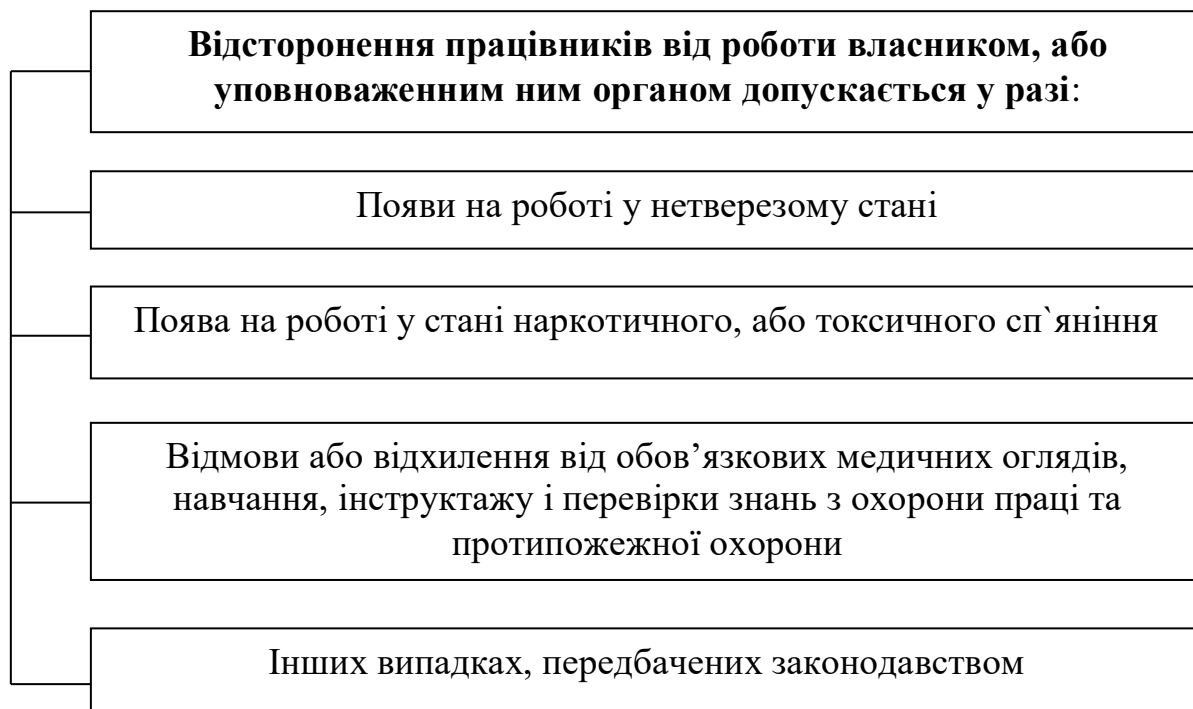 Відсторонення працівників від роботи власником, або
уповноваженним ним органом допускається у разі:
Появи на роботі у нетверезому стані
Поява на роботі у стані наркотичного, або токсичного сп`яніння
Відмови або відхилення від обов’язкових медичних оглядів,
навчання, інструктажу і перевірки знань з охорони праці та
протипожежної охорони
Інших випадках, передбачених законодавством